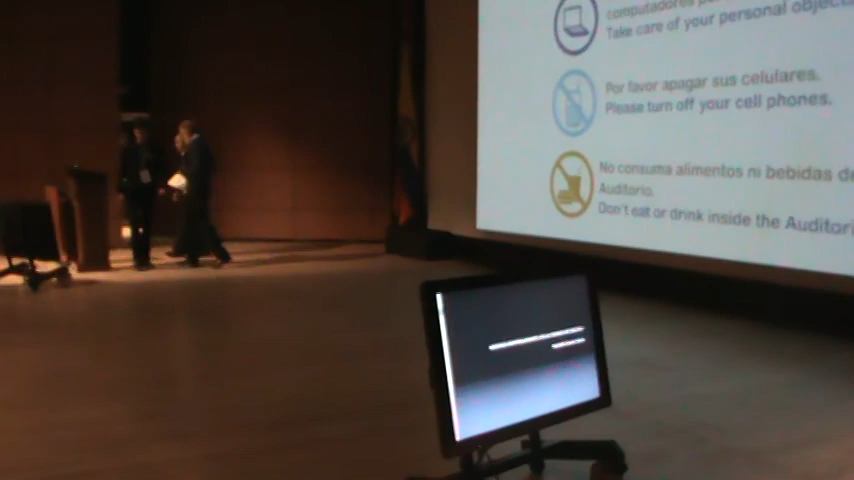 computadores
Take care of your personal objects
Por favor apagar sus celulares.
Please turn off your cell phones.
No consuma alimentos ni bebidas de
Auditorio.
Don't eat or drink inside the Auditori